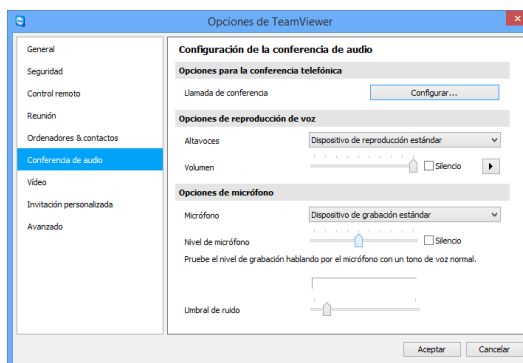 Opciones de TeamViewer
General
Seguridad
Control remoto
Reunión
Ordenadores & contactos
Conferencia de audio
Vídeo
Invitación personalizada
Avanzado
Configuración de la conferencia de audio
Opciones para la conferencia telefónica
Llamada de conferencia
Configurar...
Opciones de reproducción de voz
Altavoces
Dispositivo de reproducción estándar
Volumen
Silencio
Opciones de micrófono
Micrófono
Dispositivo de grabación estándar
Nivel de micrófono
Silencio
Pruebe el nivel de grabación hablando por el micrófono con un tono de voz normal.
Umbral de ruido
Aceptar
Cancelar